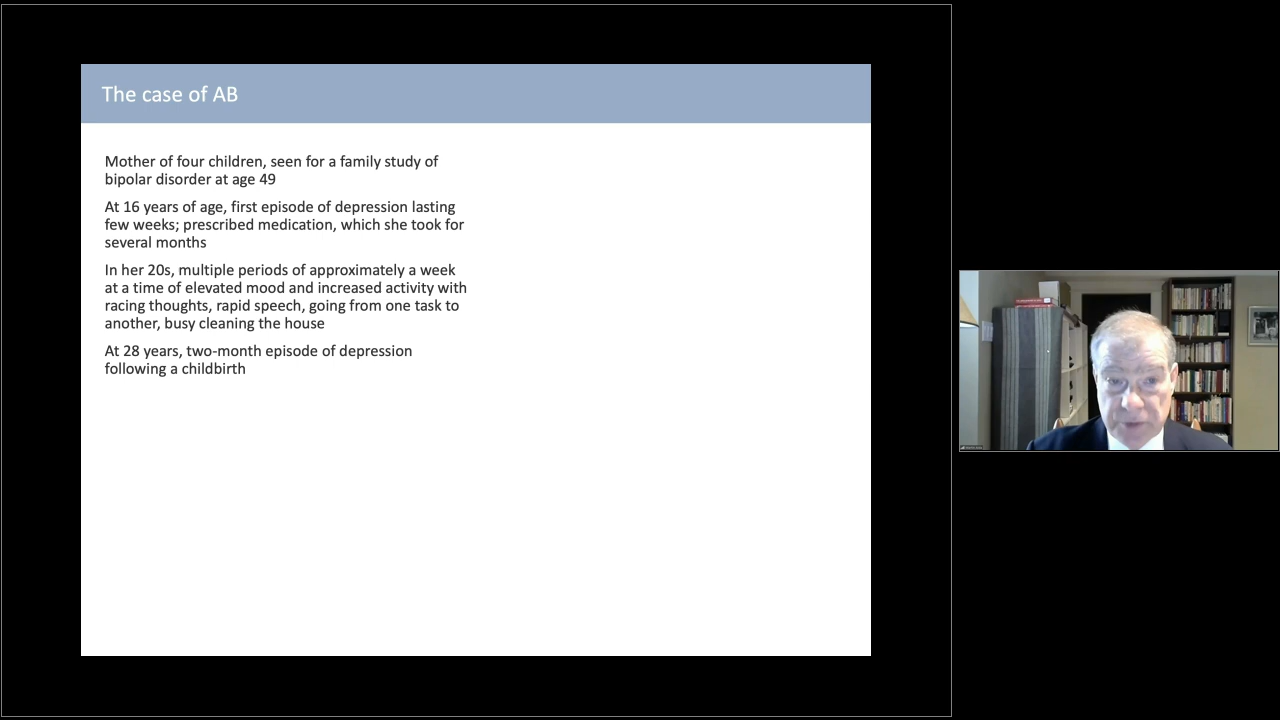 The case of AB
Mother of four children, seen for a family study of
bipolar disorder at age 49
At 16 years of age, first episode of depression lasting
few weeks; prescribed medication, which she took for
several months
In her 20s, multiple periods of approximately a week
at a time of elevated mood and increased activity with
racing thoughts, rapid speech, going from one task to
another, busy cleaning the house
At 28 years, two-month episode of depression
following a childbirth